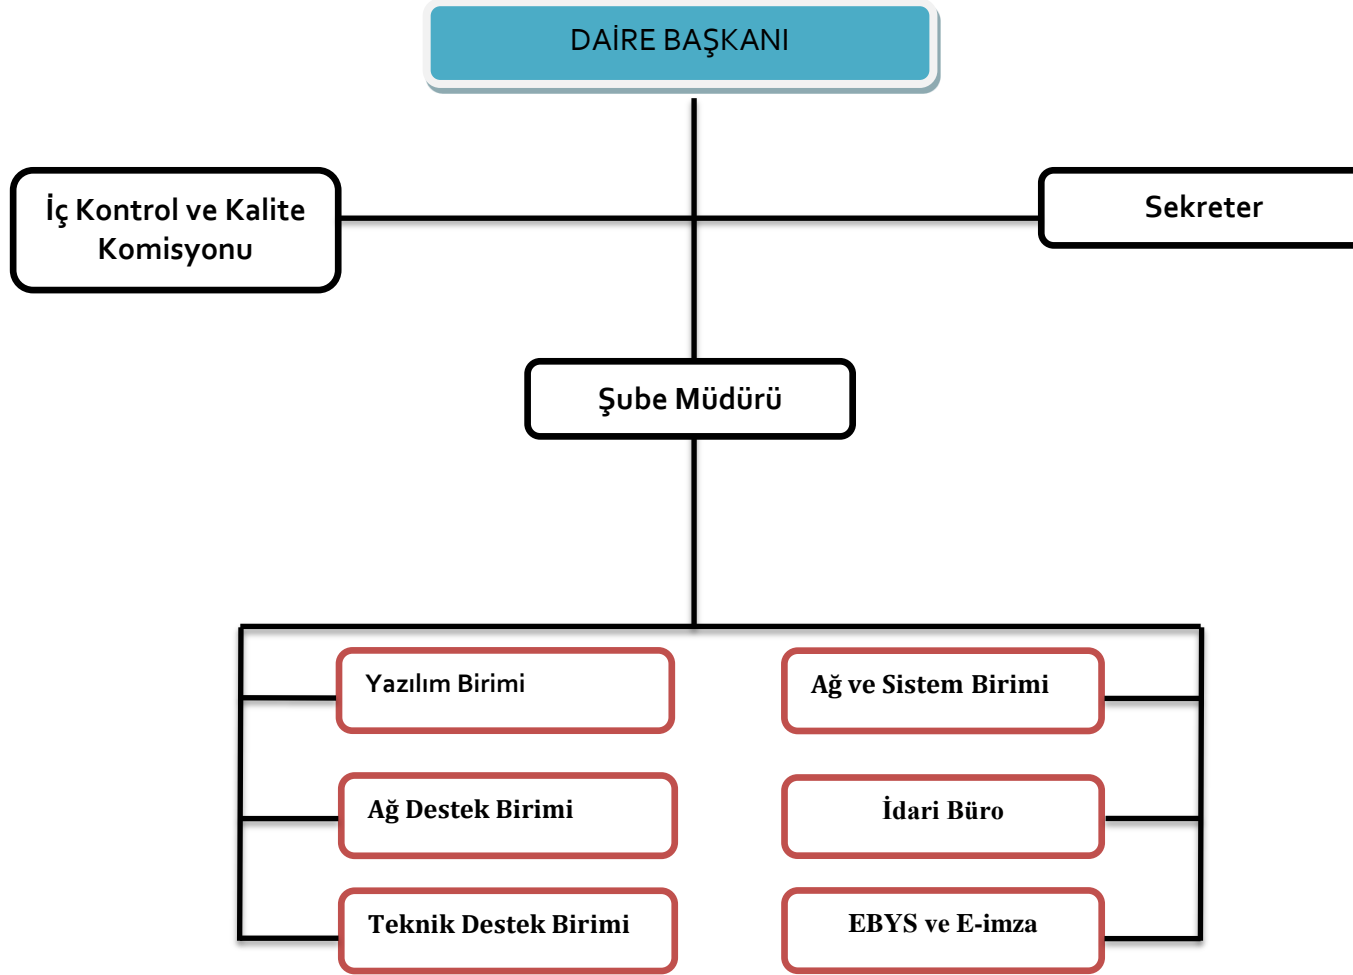 DAİRE BAŞKANI
İç Kontrol ve Kalite
Komisyonu
Sekreter
Şube Müdürü
Yazılım Birimi
Ağ ve Sistem Birimi
Ağ Destek Birimi
İdari Büro
Teknik Destek Birimi
EBYS ve E-imza